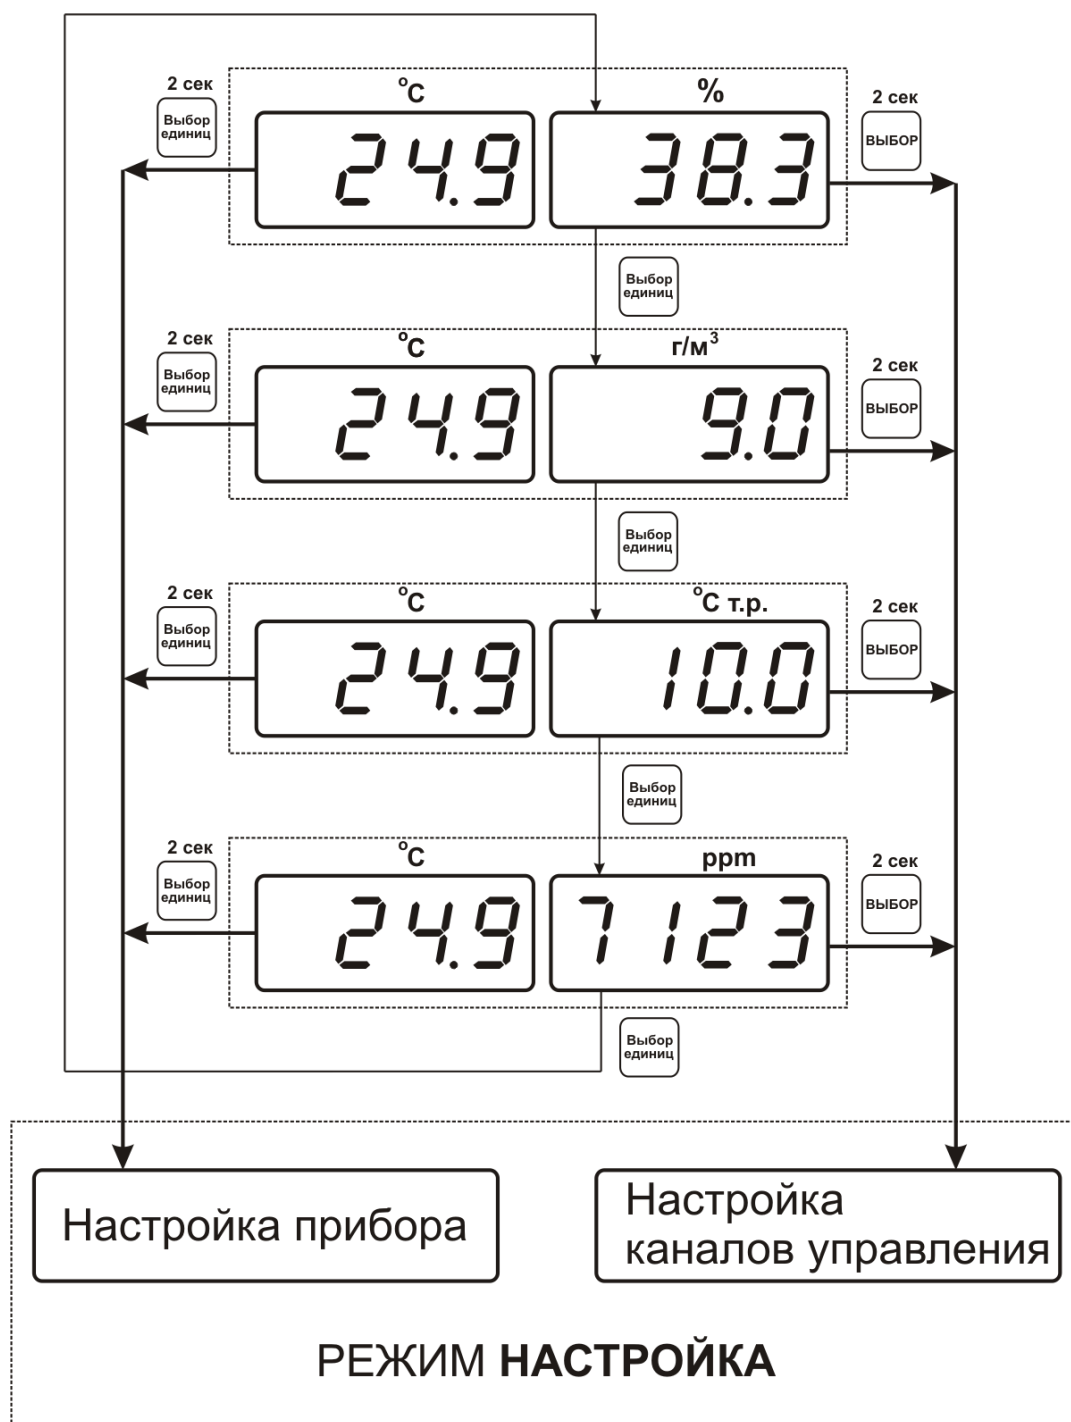 2 сек
°C
%
2 сек
Выбор
единиц
24.9
38.3
ВЫБОР
Выбор
единиц
2 сек
°C
г/м³
2 сек
Выбор
единиц
24.9
9.0
ВЫБОР
Выбор
единиц
2 сек
°C
°C т.р.
2 сек
Выбор
единиц
24.9
10.0
ВЫБОР
Выбор
единиц
2 сек
°C
ppm
2 сек
Выбор
единиц
24.9
7123
ВЫБОР
Выбор
единиц
Настройка прибора
Настройка
каналов управления
РЕЖИМ НАСТРОЙКА